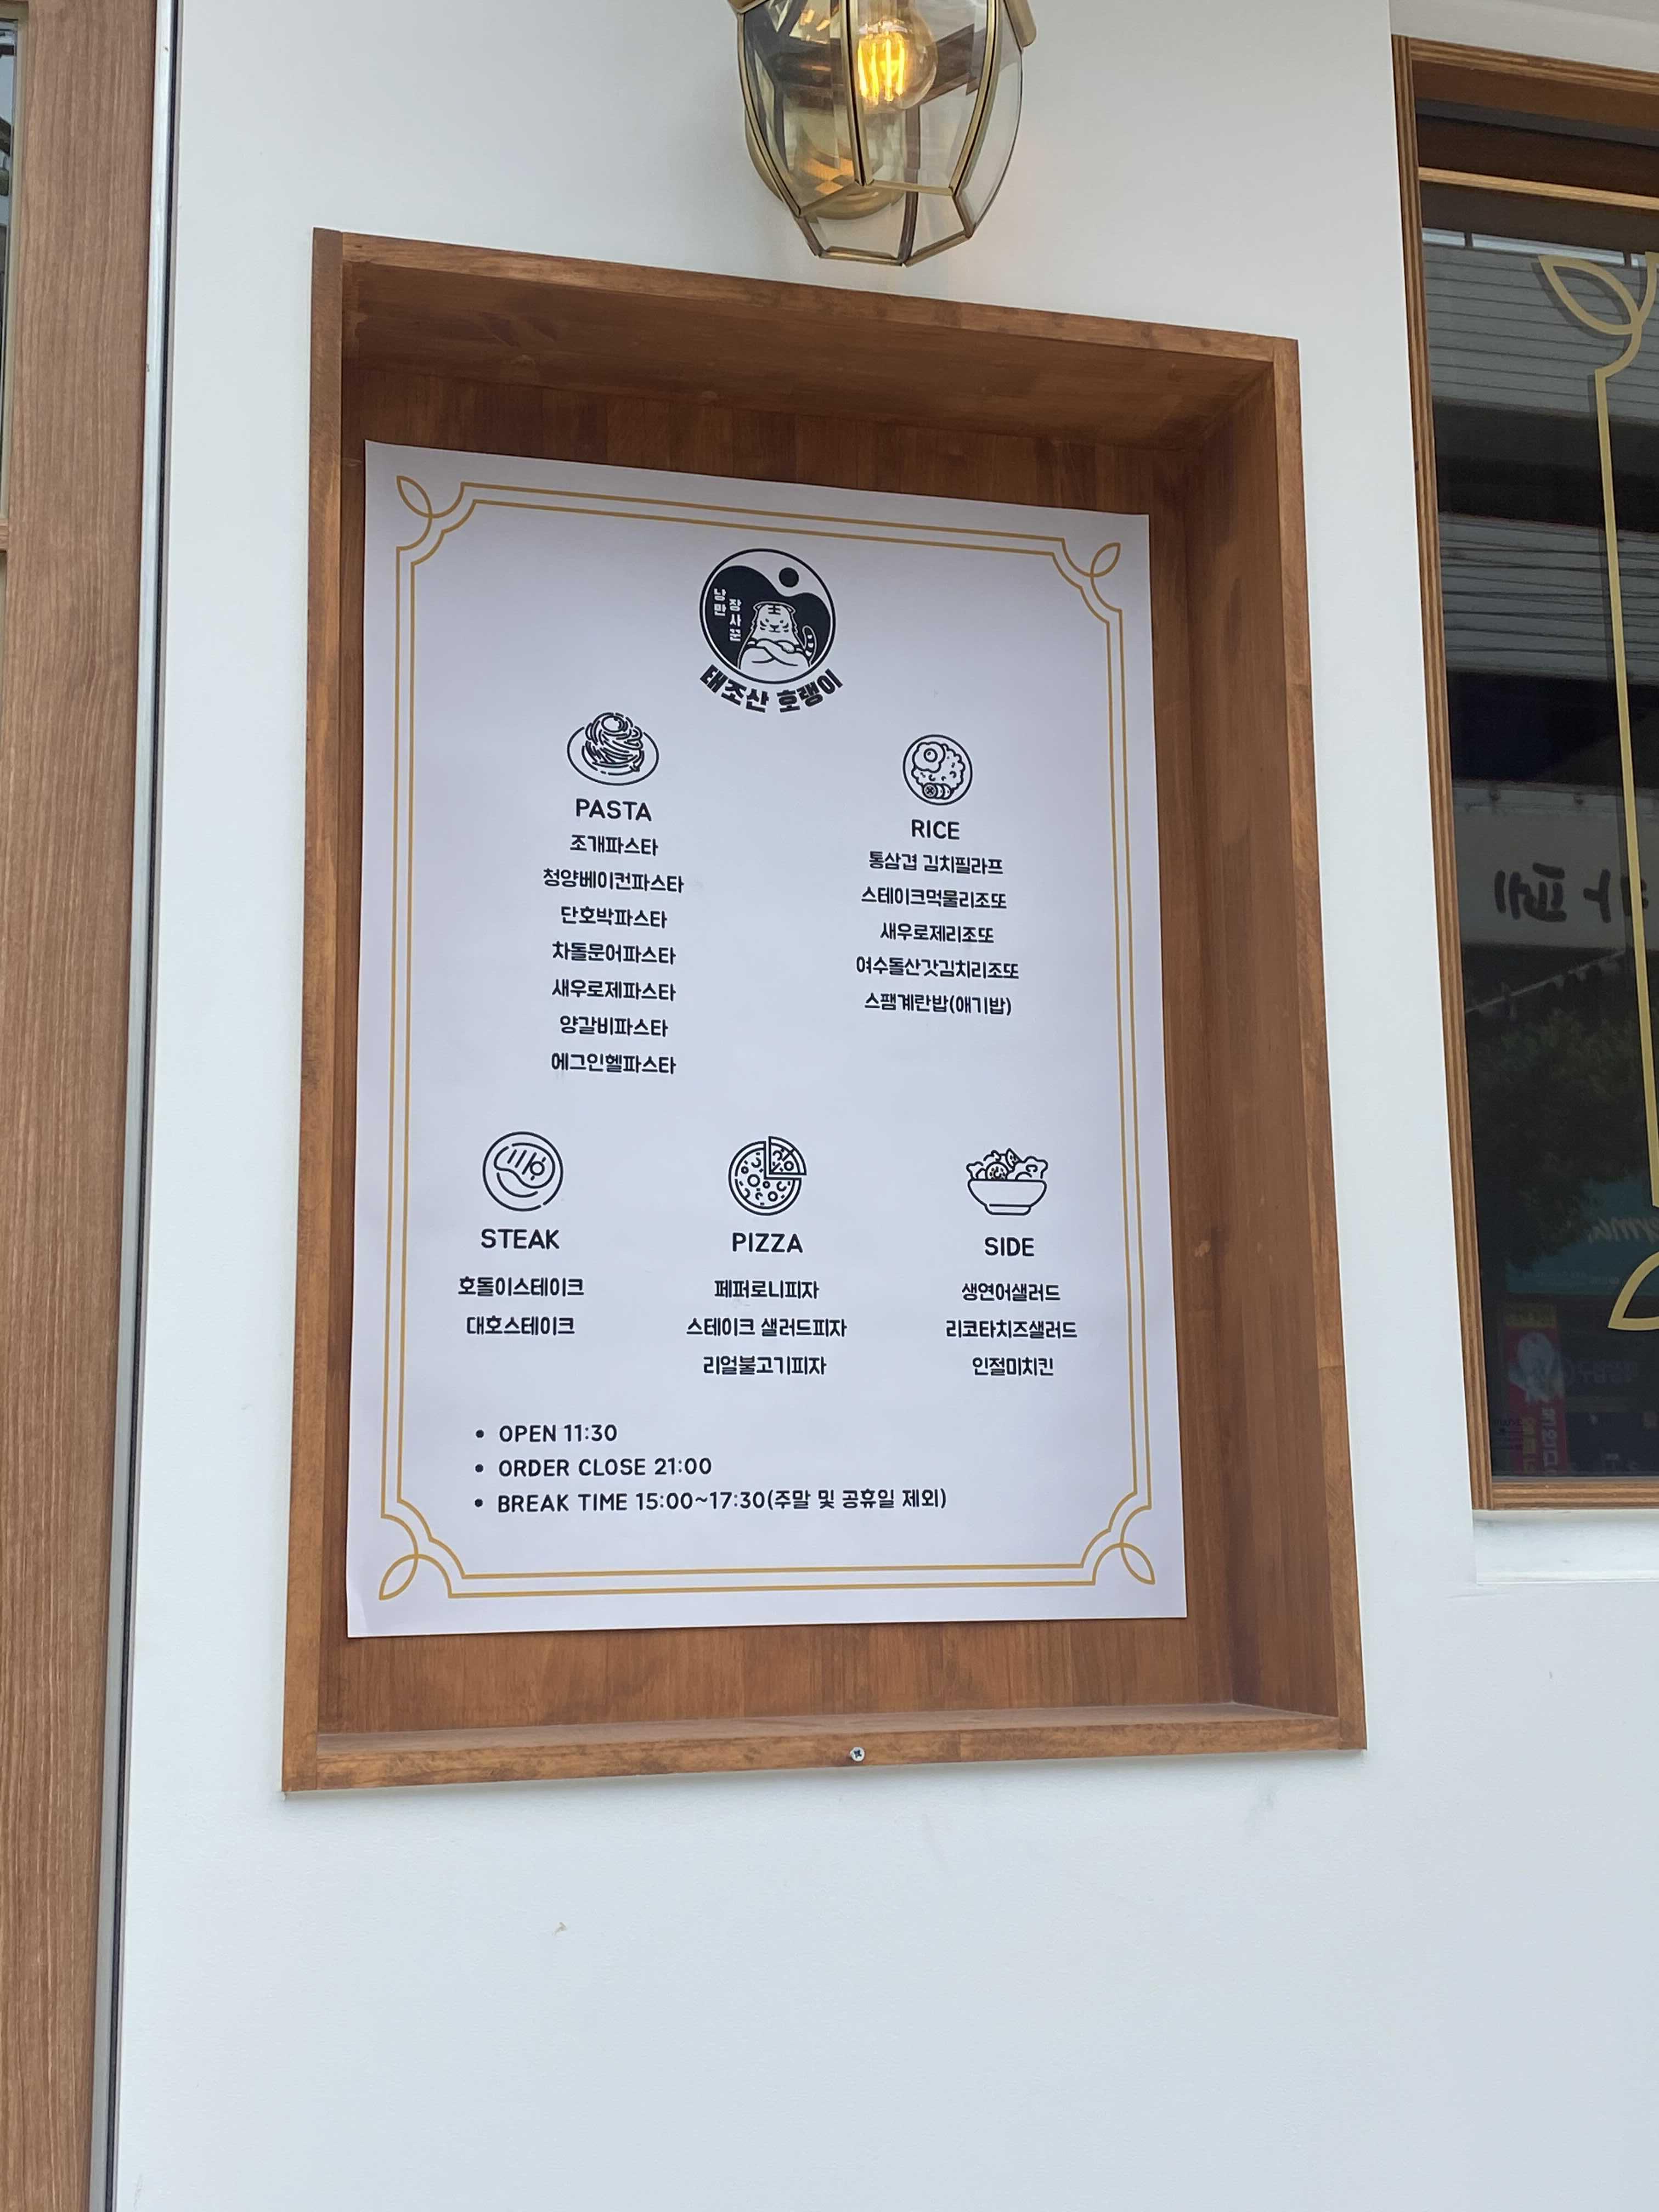 낭만
장사꾼
태조산 호랭이
PASTA
조개파스타
청양베이컨파스타
단호박파스타
차돌문어파스타
새우로제파스타
양갈비파스타
에그인헬파스타
RICE
통삼겹 김치필라프
스테이크먹물리조또
새우로제리조또
여수돌산갓김치리조또
스팸계란밥(애기밥)
STEAK
호돌이스테이크
대호스테이크
PIZZA
페퍼로니피자
스테이크 샐러드피자
리얼불고기피자
SIDE
생연어샐러드
리코타치즈샐러드
인절미치킨
• OPEN 11:30
• ORDER CLOSE 21:00
• BREAK TIME 15:00~17:30(주말 및 공휴일 제외)